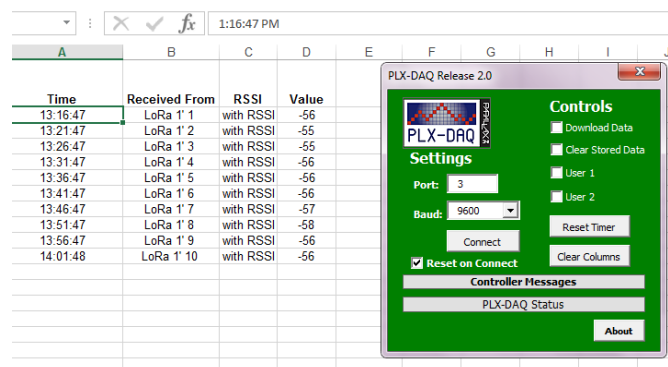 fx 1:16:47 PM
A B C D E F G H I
Time Received From RSSI Value
13:16:47 LoRa 1' 1 with RSSI -56
13:21:47 LoRa 1' 2 with RSSI -55
13:26:47 LoRa 1' 3 with RSSI -55
13:31:47 LoRa 1' 4 with RSSI -56
13:36:47 LoRa 1' 5 with RSSI -56
13:41:47 LoRa 1' 6 with RSSI -56
13:46:47 LoRa 1' 7 with RSSI -57
13:51:47 LoRa 1' 8 with RSSI -58
13:56:47 LoRa 1' 9 with RSSI -56
14:01:48 LoRa 1' 10 with RSSI -56
PLX-DAQ Release 2.0
PLX-DAQ
PARALLAX
Settings
Port: 3
Baud: 9600
Connect
Reset on Connect
Controls
Download Data
Clear Stored Data
User 1
User 2
Reset Timer
Clear Columns
Controller Messages
PLX-DAQ Status
About